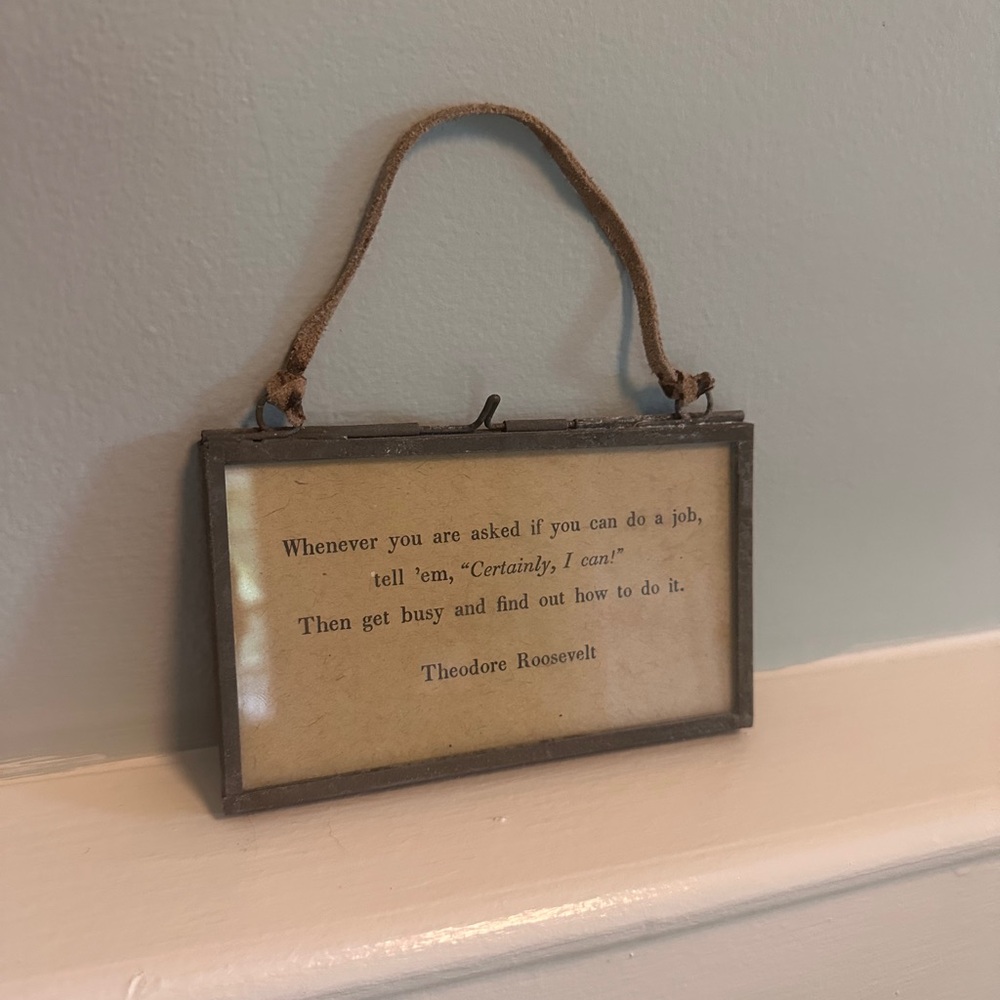 Whenever you are asked if you can do a job,
tell ’em, “Certainly, I can!”
Then get busy and find out how to do it.
Theodore Roosevelt